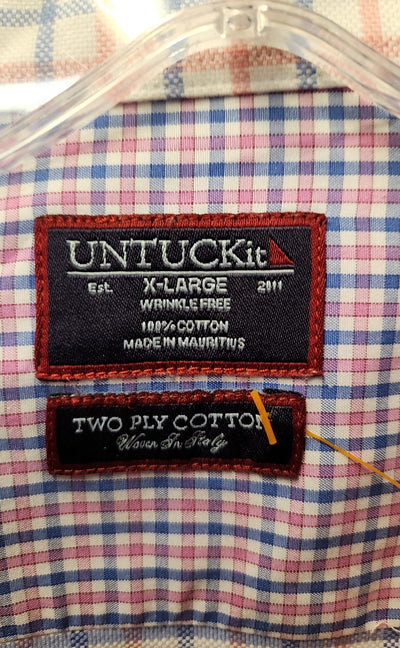 UNTUCKit
Est. X-LARGE 2011
WRINKLE FREE
100% COTTON
MADE IN MAURITIUS
TWO PLY COTTON
Woven In Italy